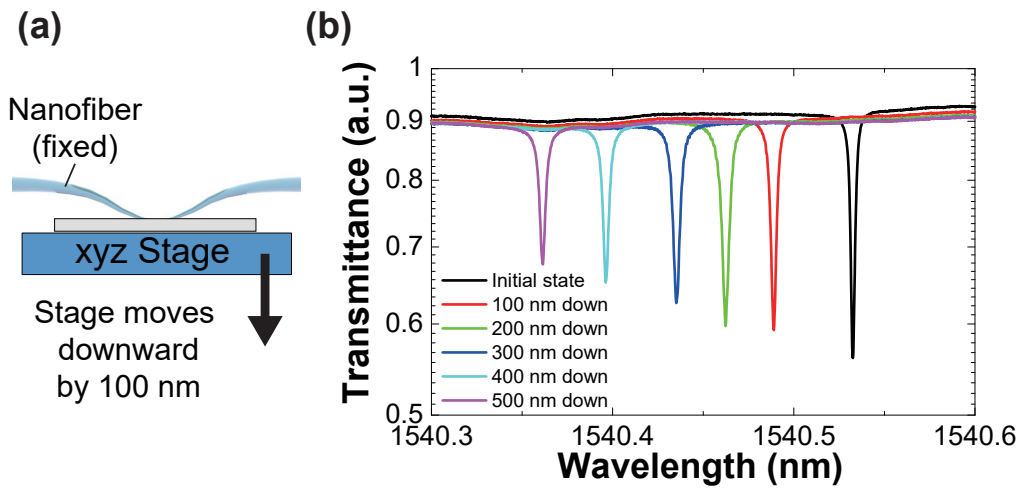 (a)
Nanofiber
(fixed)
xyz Stage
Stage moves
downward
by 100 nm
(b)
Transmittance (a.u.)
1
0.9
0.8
0.7
0.6
0.5
Initial state
100 nm down
200 nm down
300 nm down
400 nm down
500 nm down
1540.3
1540.4
1540.5
1540.6
Wavelength (nm)